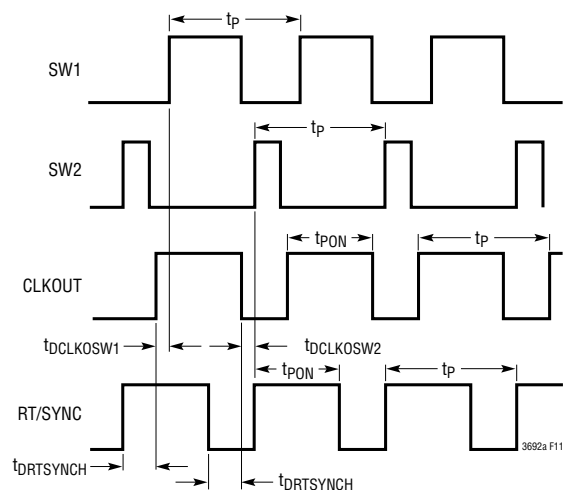 tP
SW1
tP
SW2
tPON
tP
CLKOUT
tDCLKOSW1
tDCLKOSW2
tPON
tP
RT/SYNC
3692a F11
tDRTSYNCH
tDRTSYNCH